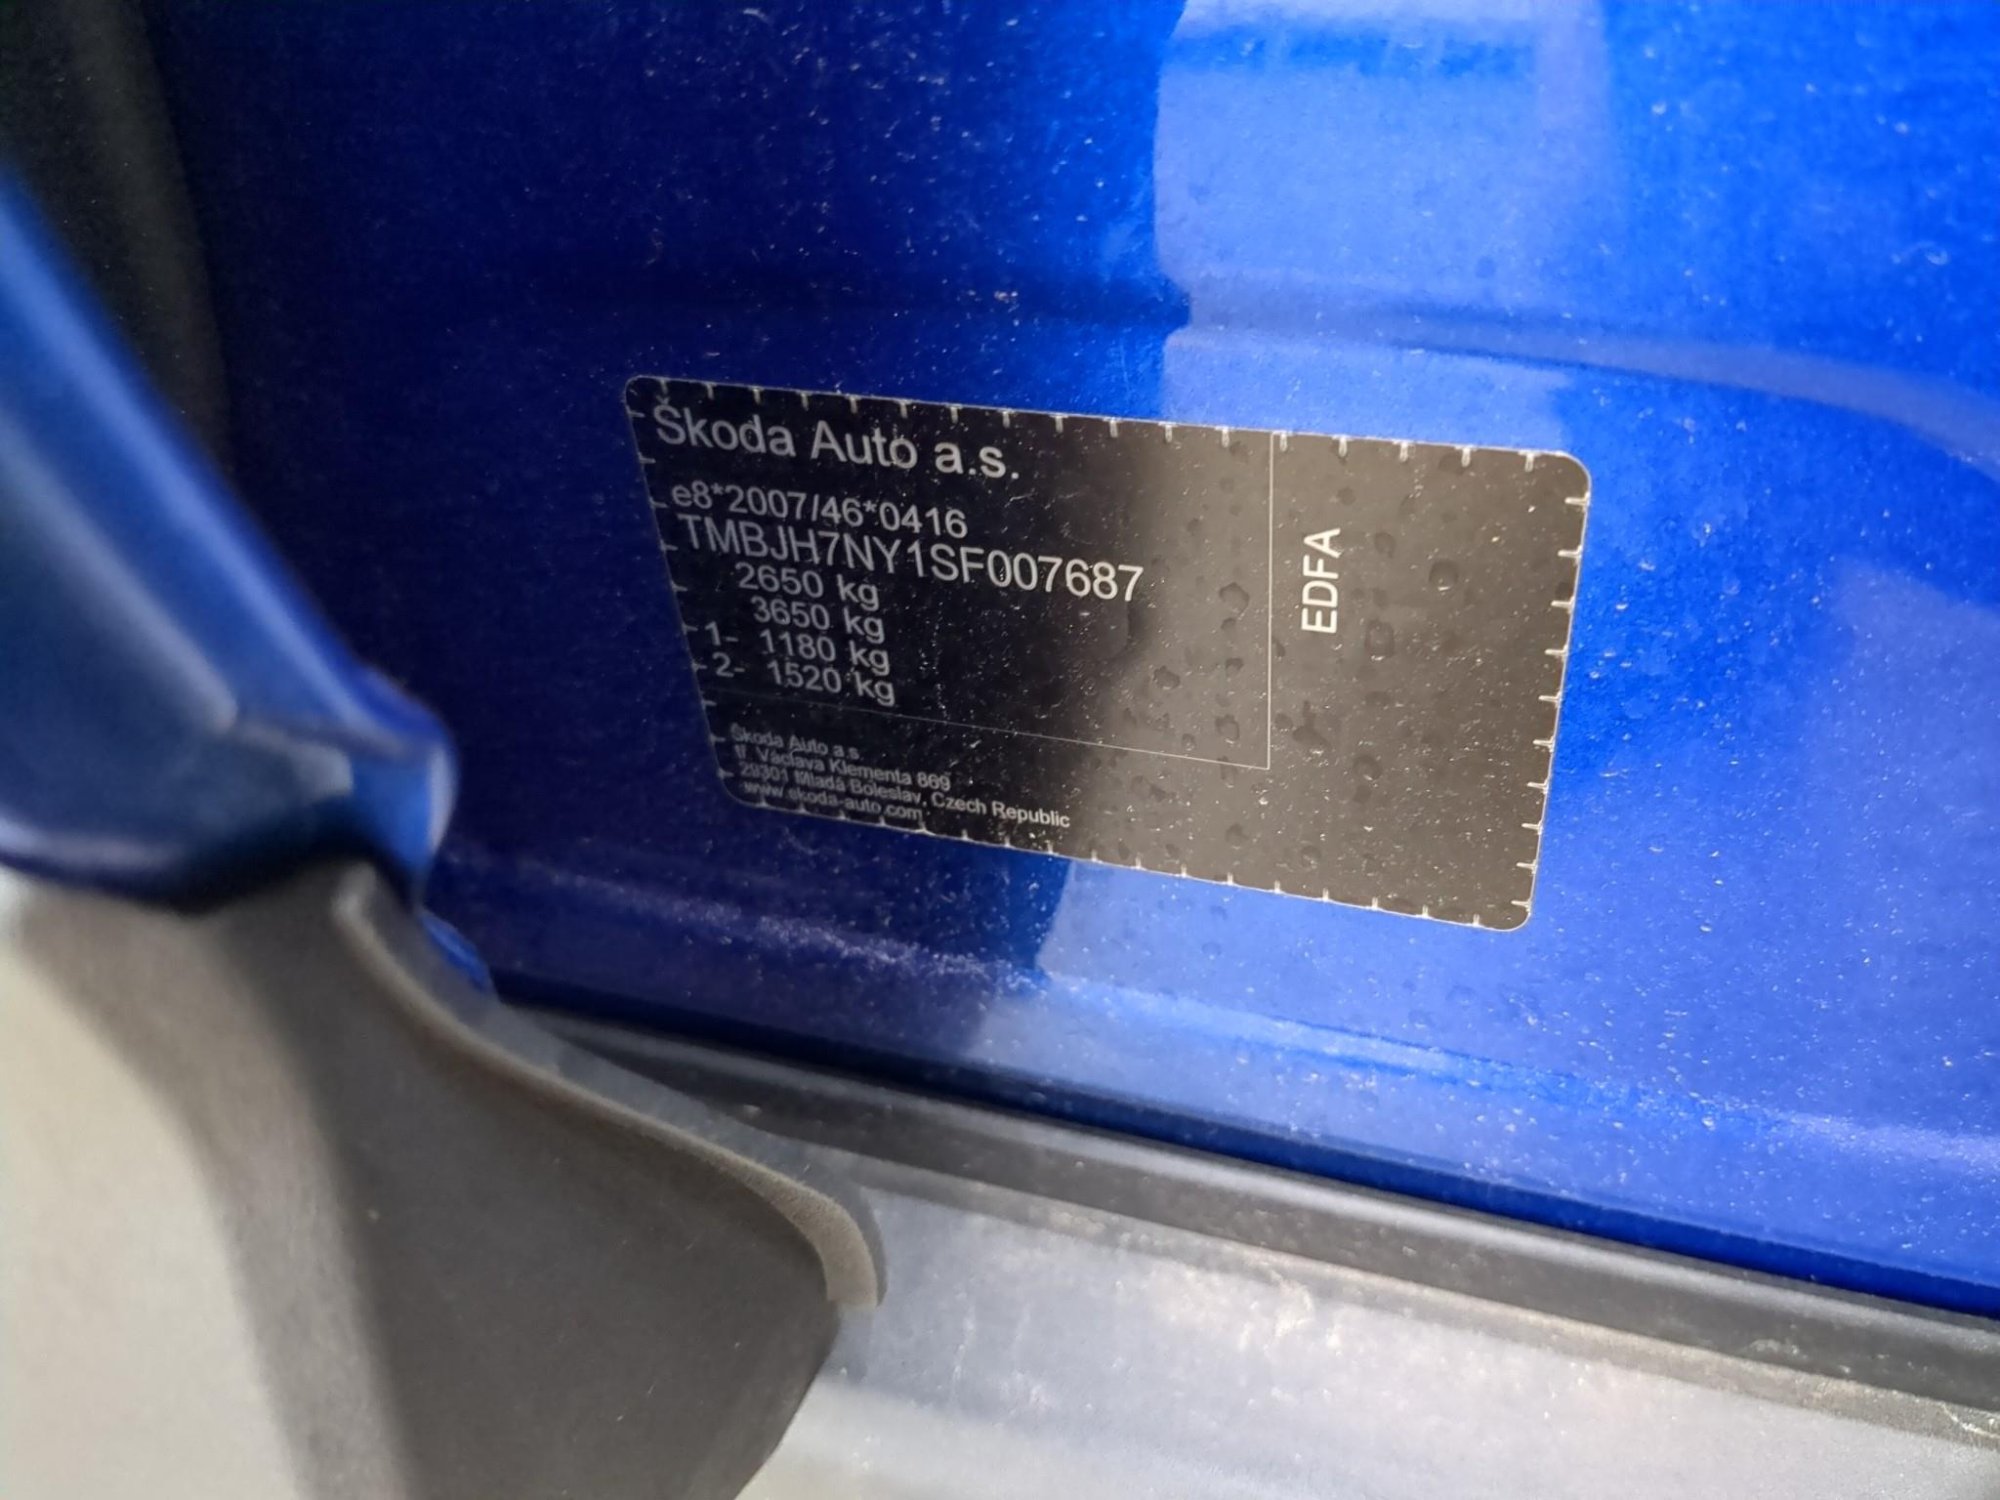 Škoda Auto a.s.
e8*2007/46*0416
TMBJH7NY1SF007687
2650 kg
3650 kg
1- 1180 kg
2- 1520 kg
EDFA
Škoda Auto a.s.
tř. Václava Klementa 869
29301 Mladá Boleslav, Czech Republic
www.skoda-auto.com